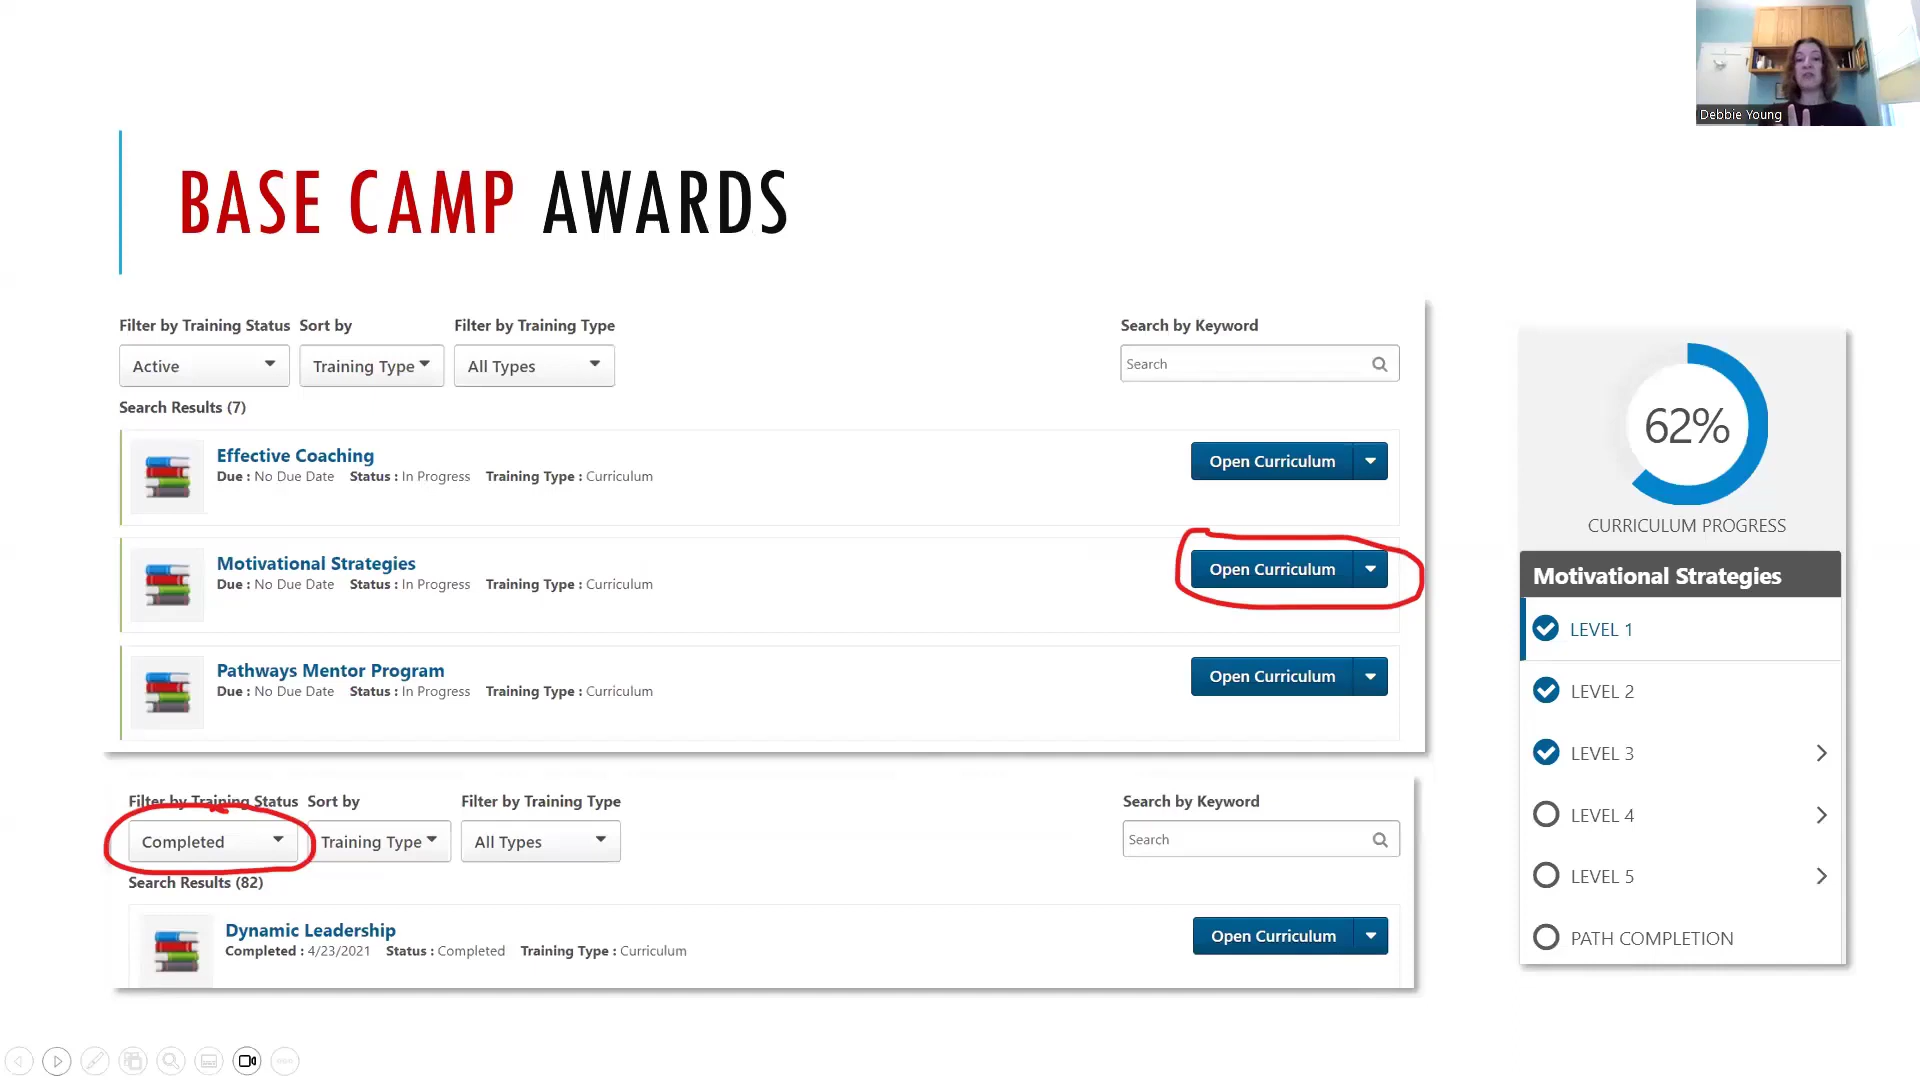 Debbie Young
BASE CAMP AWARDS
Filter by Training Status Sort by Filter by Training Type Search by Keyword
Active Training Type All Types Search
Search Results (7)
Effective Coaching
Due : No Due Date Status : In Progress Training Type : Curriculum
Open Curriculum
Motivational Strategies
Due : No Due Date Status : In Progress Training Type : Curriculum
Open Curriculum
Pathways Mentor Program
Due : No Due Date Status : In Progress Training Type : Curriculum
Open Curriculum
Filter by Training Status Sort by Filter by Training Type Search by Keyword
Completed Training Type All Types Search
Search Results (82)
Dynamic Leadership
Completed : 4/23/2021 Status : Completed Training Type : Curriculum
Open Curriculum
62%
CURRICULUM PROGRESS
Motivational Strategies
LEVEL 1
LEVEL 2
LEVEL 3
LEVEL 4
LEVEL 5
PATH COMPLETION